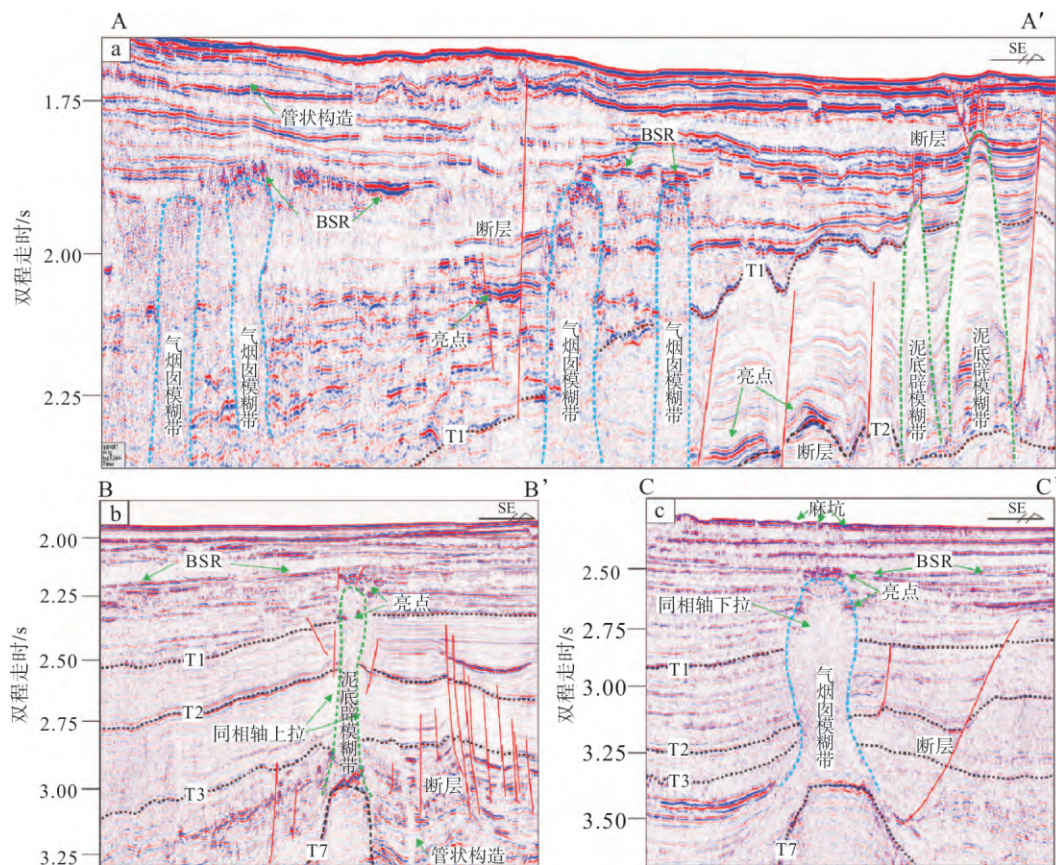 A
A′
a
SE
1.75
2.00
2.25
双程走时/s
管状构造
BSR
断层
BSR
断层
亮点
T1
亮点
T1
T2
断层
气烟囱模糊带
气烟囱模糊带
气烟囱模糊带
气烟囱模糊带
泥底辟模糊带
泥底辟模糊带
B
B’
b
SE
2.00
2.25
2.50
2.75
3.00
3.25
双程走时/s
BSR
亮点
T1
T2
同相轴上拉
泥底辟模糊带
断层
T3
T7
管状构造
C
C’
c
SE
麻坑
2.50
2.75
3.00
3.25
3.50
双程走时/s
BSR
亮点
同相轴下拉
T1
气烟囱模糊带
T2
断层
T3
T7